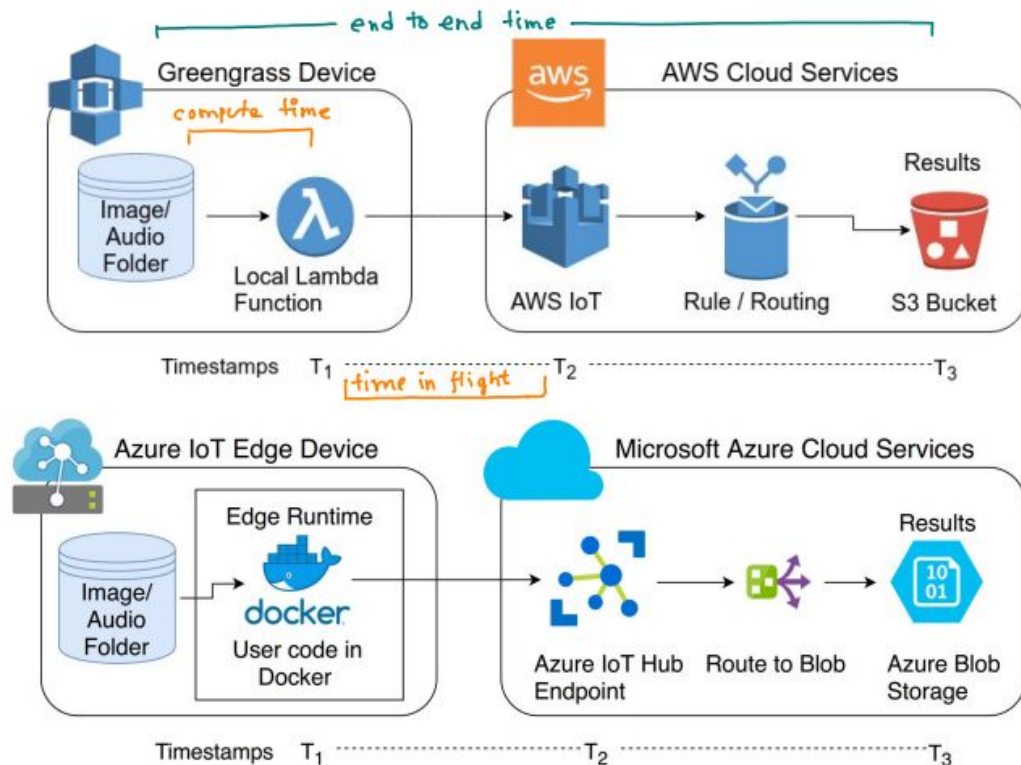 end to end time
Greengrass Device
aws
AWS Cloud Services
compute time
Image/
Audio
Folder
Local Lambda
Function
AWS IoT
Rule / Routing
Results
S3 Bucket
Timestamps T1 T2 T3
time in flight
Azure IoT Edge Device
Microsoft Azure Cloud Services
Image/
Audio
Folder
Edge Runtime
docker
User code in
Docker
Azure IoT Hub
Endpoint
Route to Blob
Results
10
01
Azure Blob
Storage
Timestamps T1 T2 T3